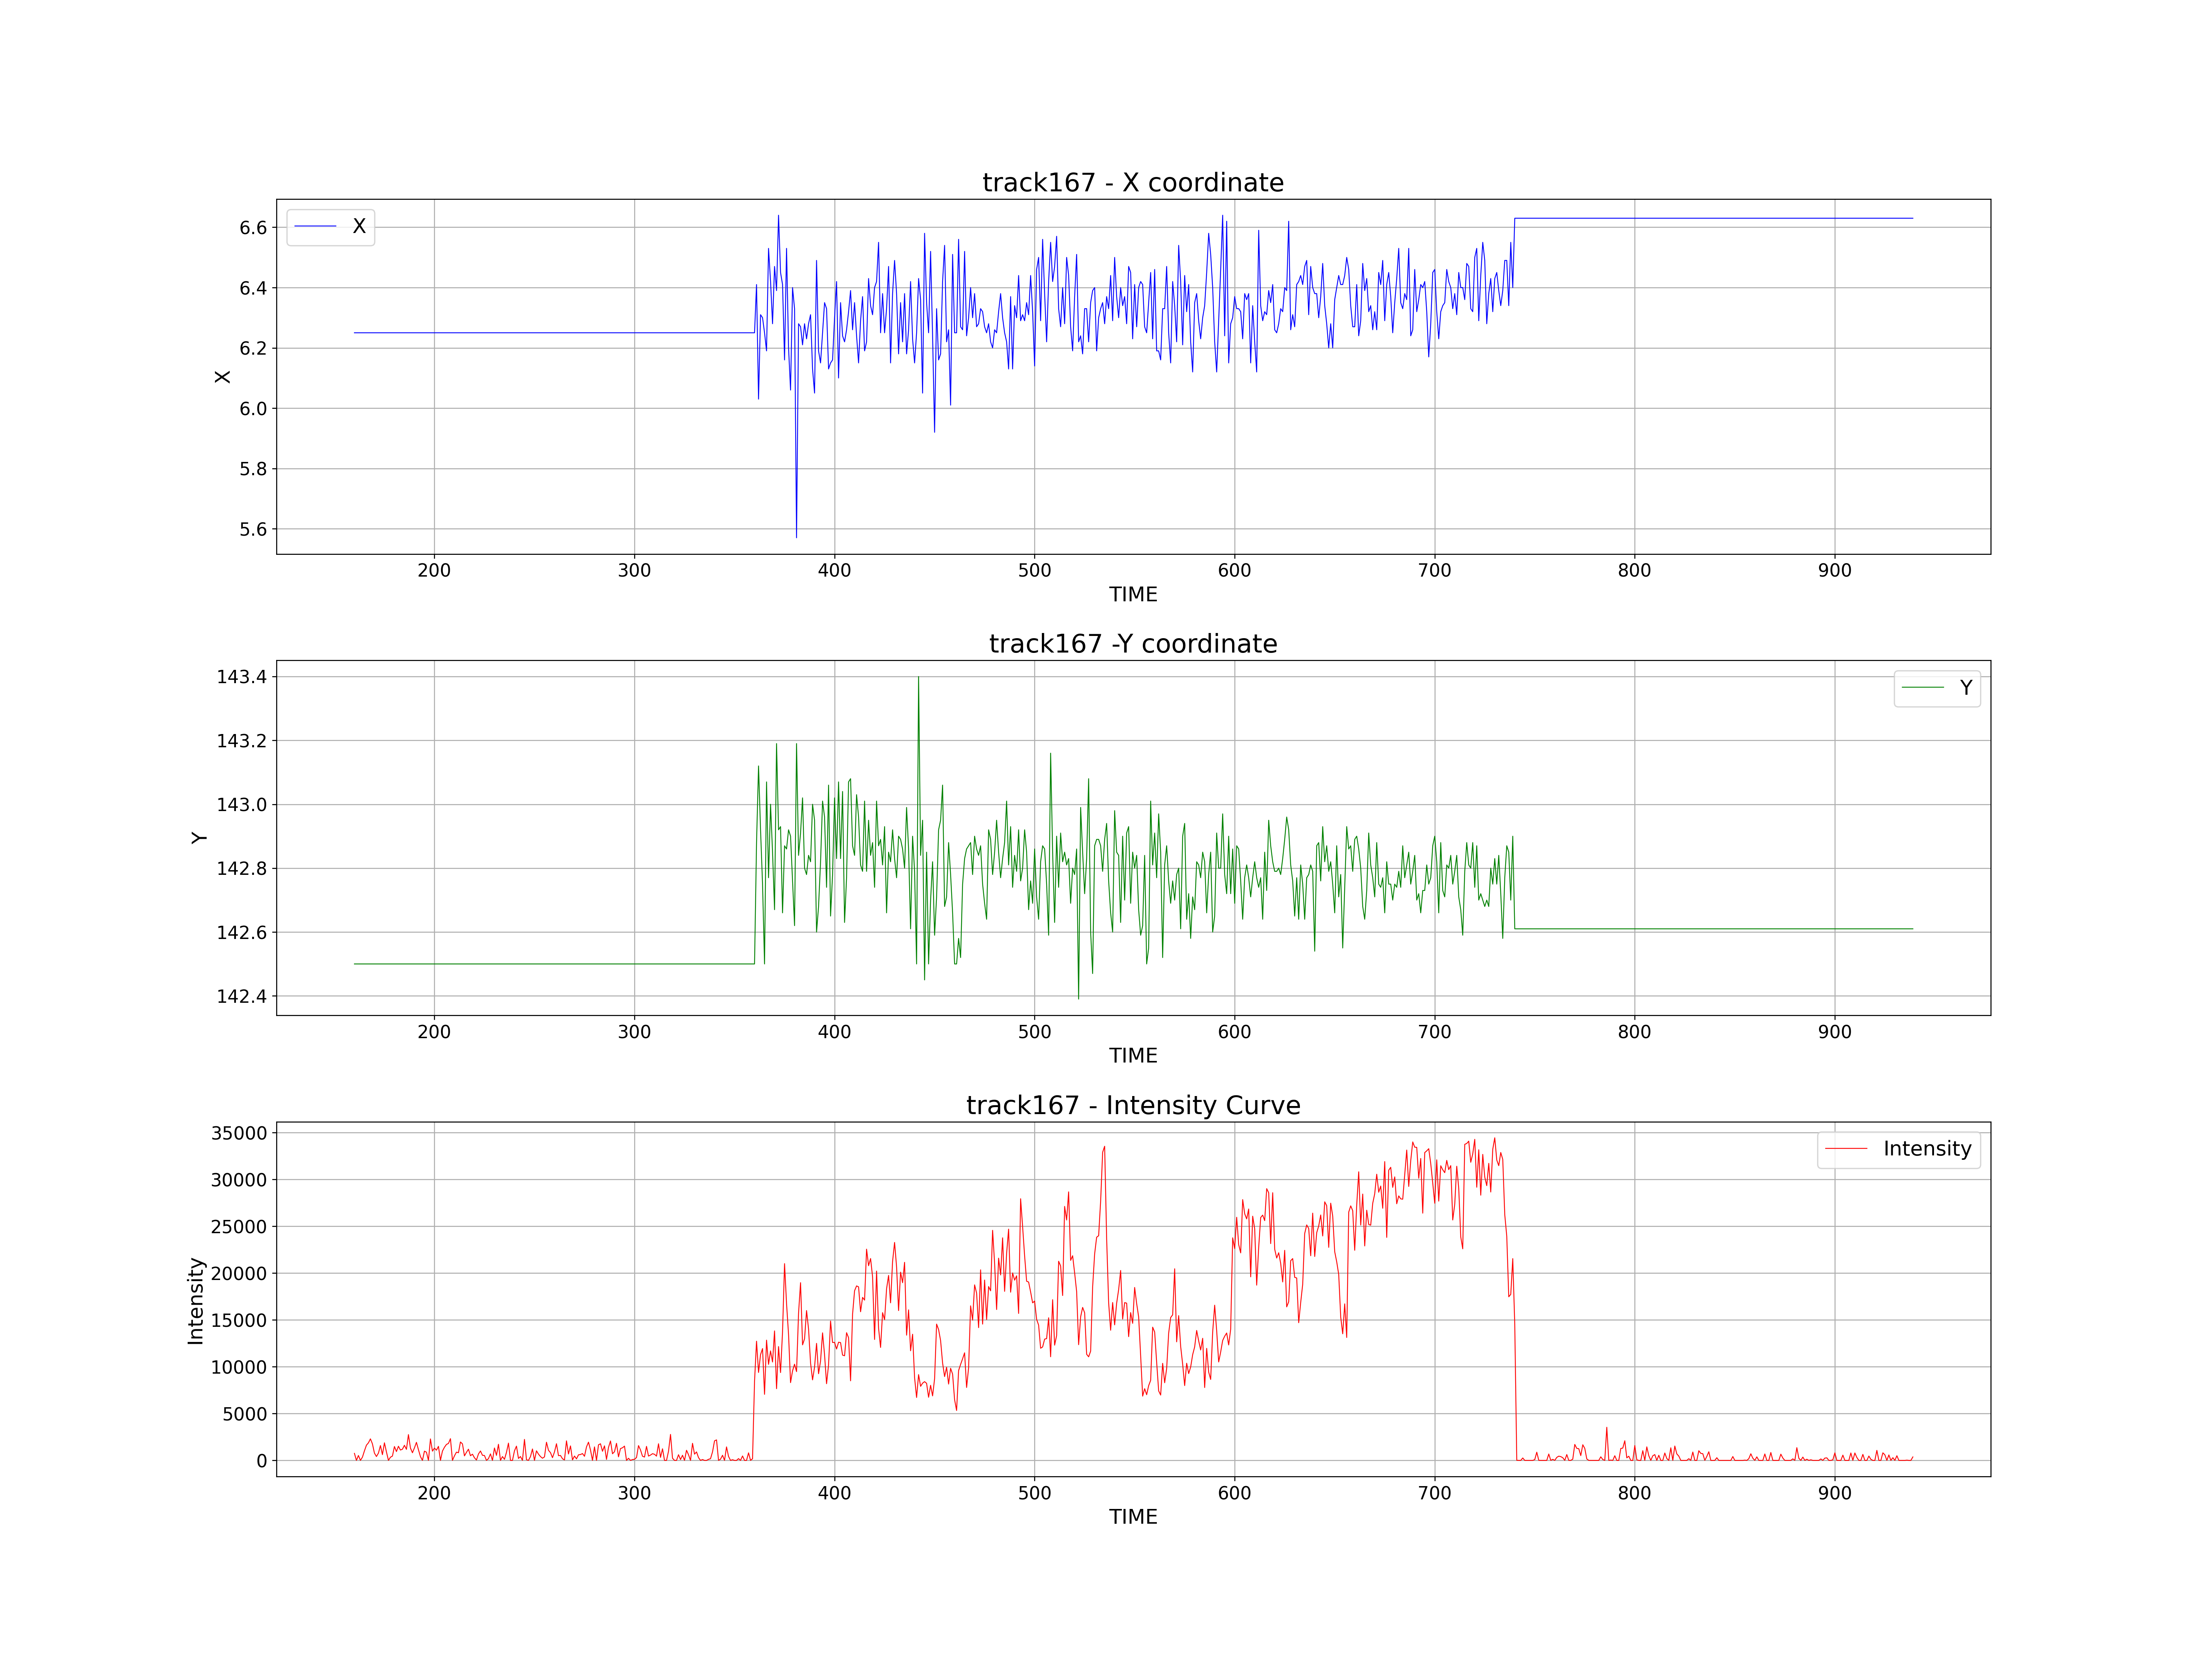 track167 - X coordinate
X
6.6
6.4
6.2
6.0
5.8
5.6
X
200 300 400 500 600 700 800 900
TIME
track167 -Y coordinate
Y
143.4
143.2
143.0
142.8
142.6
142.4
Y
200 300 400 500 600 700 800 900
TIME
track167 - Intensity Curve
Intensity
35000
30000
25000
20000
15000
10000
5000
0
Intensity
200 300 400 500 600 700 800 900
TIME